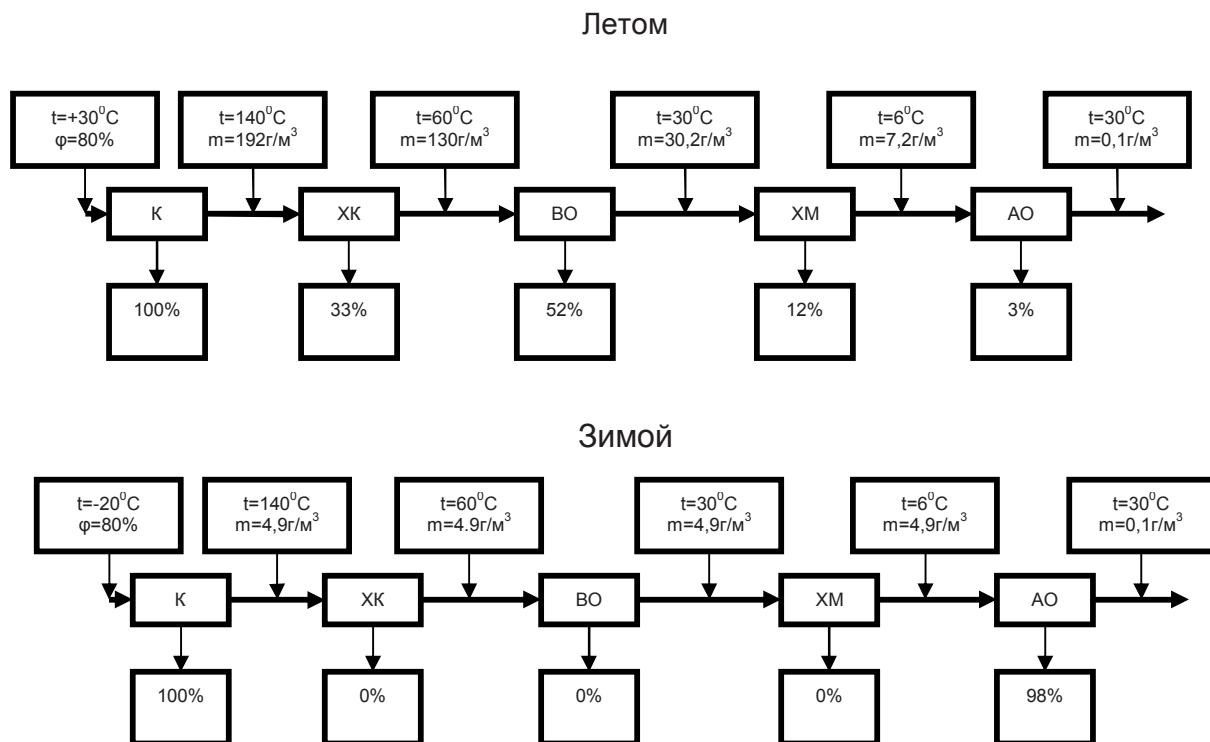 Летом
t=+30⁰C
φ=80%
t=140⁰C
m=192г/м³
t=60⁰C
m=130г/м³
t=30⁰C
m=30,2г/м³
t=6⁰C
m=7,2г/м³
t=30⁰C
m=0,1г/м³
К
ХК
ВО
ХМ
АО
100%
33%
52%
12%
3%
Зимой
t=-20⁰C
φ=80%
t=140⁰C
m=4,9г/м³
t=60⁰C
m=4.9г/м³
t=30⁰C
m=4,9г/м³
t=6⁰C
m=4,9г/м³
t=30⁰C
m=0,1г/м³
К
ХК
ВО
ХМ
АО
100%
0%
0%
0%
98%